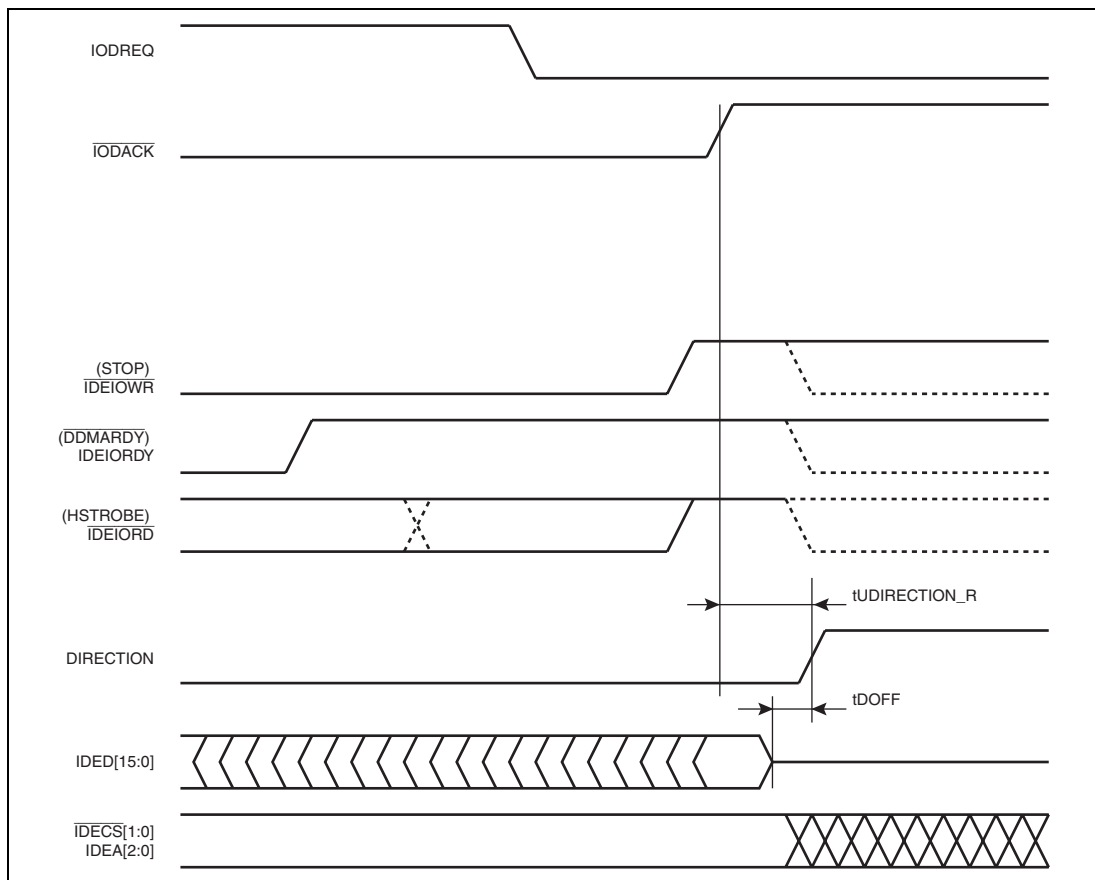 IODREQ
IODACK
(STOP)
IDEIOWR
(DDMARDY)
IDEIORDY
(HSTROBE)
IDEIORD
tUDIRECTION_R
DIRECTION
tDOFF
IDED[15:0]
IDECS[1:0]
IDEA[2:0]